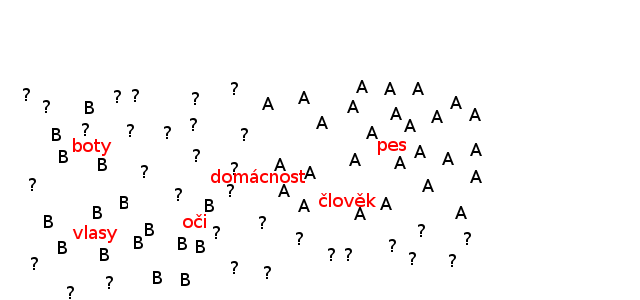 A A A
? ? ? ? A
? B ? A A A
A A
? A A
B ? ? ? ? ? A A
boty pes
B ? A A
B A A A A
? ? domácnost A
? A
? A
? B člověk A
B B A A
B oči
vlasy B ? ? A
B B B B ? ? ?
B ? ? ? ?
? B B ? ?
? ?